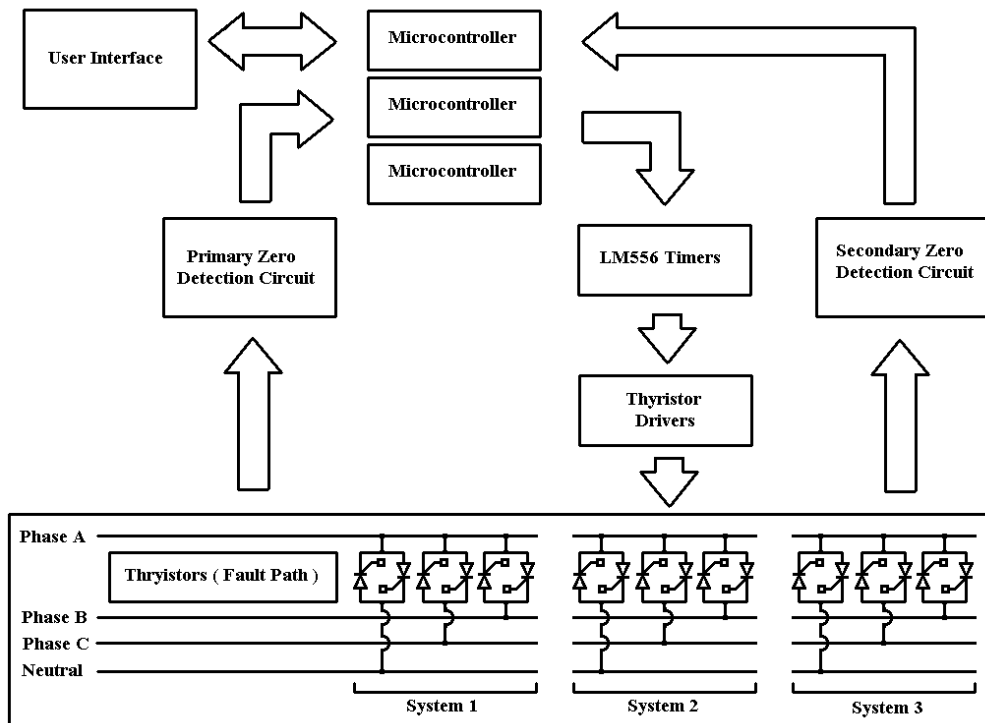 User Interface
Microcontroller
Microcontroller
Microcontroller
Primary Zero
Detection Circuit
LM556 Timers
Secondary Zero
Detection Circuit
Thyristor
Drivers
Phase A
Thryistors ( Fault Path )
Phase B
Phase C
Neutral
System 1
System 2
System 3